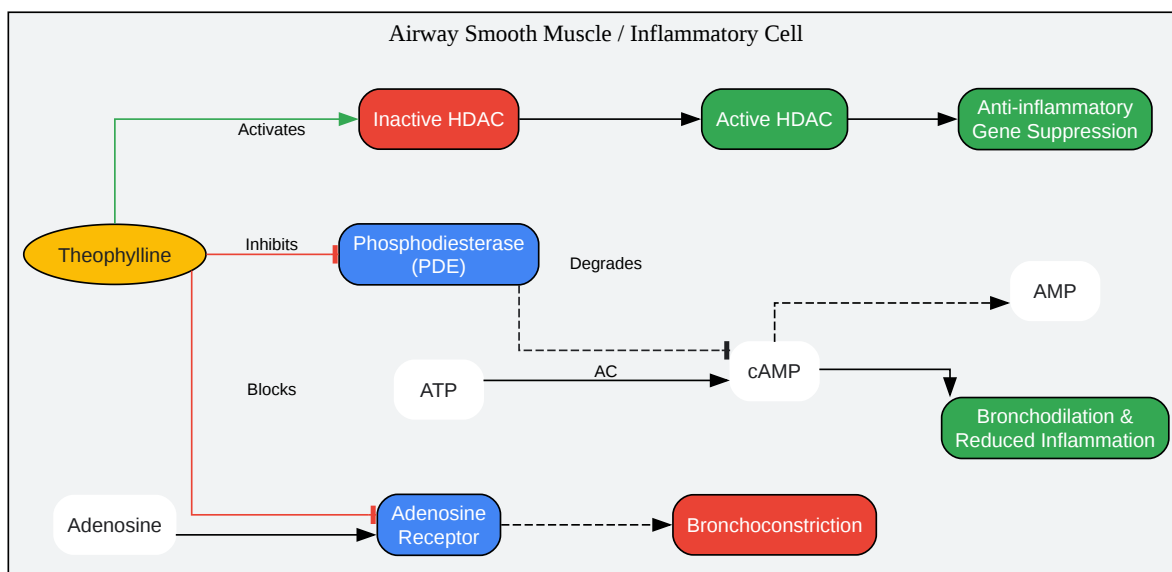 Airway Smooth Muscle / Inflammatory Cell
Activates
Inactive HDAC
Active HDAC
Anti-inflammatory
Gene Suppression
Theophylline
Inhibits
Phosphodiesterase
(PDE)
Degrades
AMP
ATP
AC
cAMP
Blocks
Bronchodilation &
Reduced Inflammation
Adenosine
Adenosine
Receptor
Bronchoconstriction